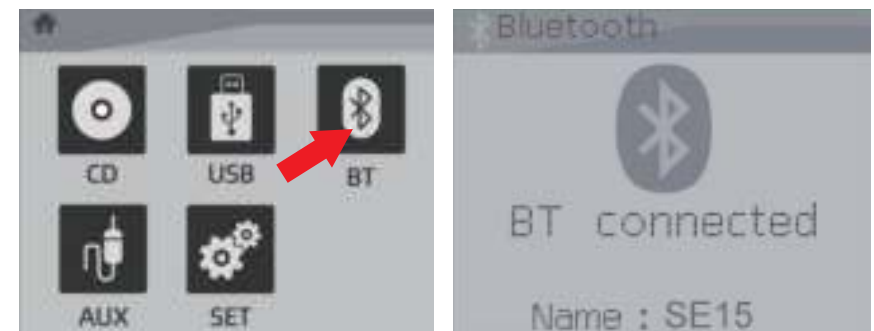 CD USB BT
AUX SET
Bluetooth
BT connected
Name : SE15